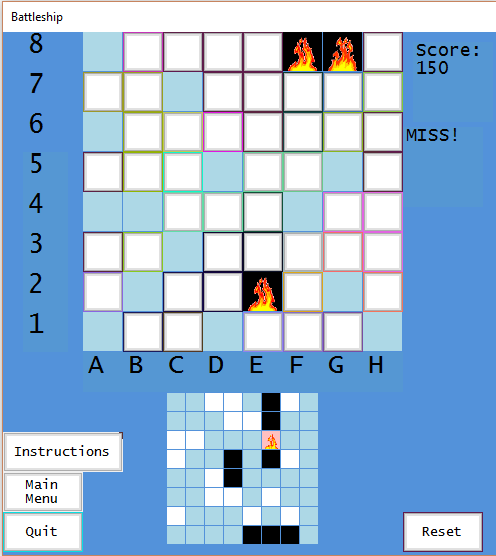 Battleship
8
Score:
150
7
6
MISS!
5
4
3
2
1
A B C D E F G H
Instructions
Main
Menu
Quit
Reset